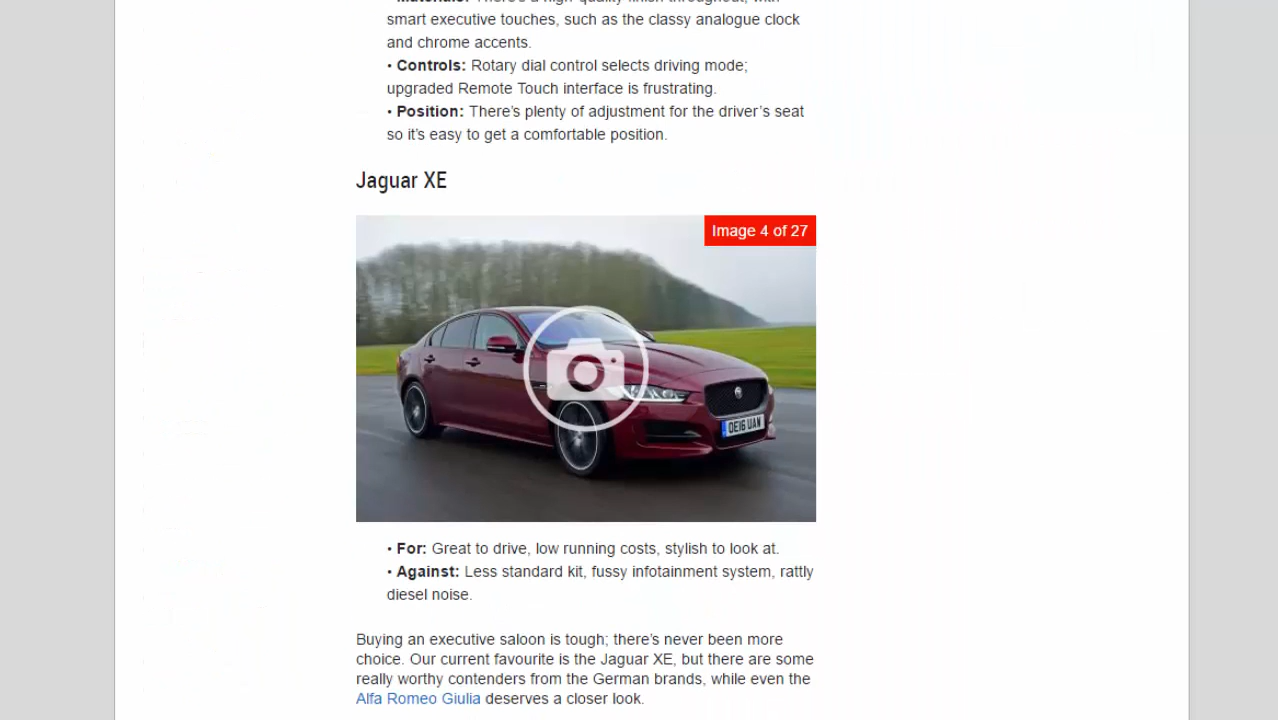 smart executive touches, such as the classy analogue clock
and chrome accents.
• Controls: Rotary dial control selects driving mode;
upgraded Remote Touch interface is frustrating.
• Position: There's plenty of adjustment for the driver's seat
so it's easy to get a comfortable position.
Jaguar XE
Image 4 of 27
OE16 UAN
• For: Great to drive, low running costs, stylish to look at.
• Against: Less standard kit, fussy infotainment system, rattly
diesel noise.
Buying an executive saloon is tough; there's never been more
choice. Our current favourite is the Jaguar XE, but there are some
really worthy contenders from the German brands, while even the
Alfa Romeo Giulia deserves a closer look.